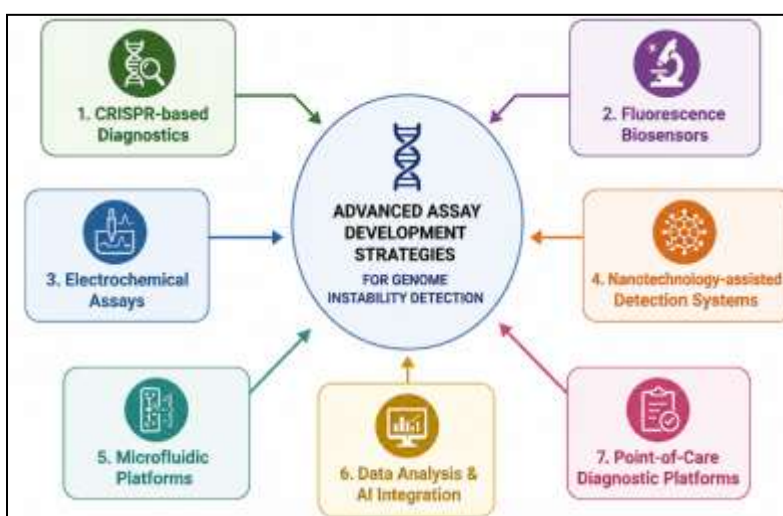 1. CRISPR-based
Diagnostics
2. Fluorescence
Biosensors
ADVANCED ASSAY
DEVELOPMENT
STRATEGIES
FOR GENOME
INSTABILITY DETECTION
3. Electrochemical
Assays
4. Nanotechnology-assisted
Detection Systems
5. Microfluidic
Platforms
6. Data Analysis &
AI Integration
7. Point-of-Care
Diagnostic Platforms